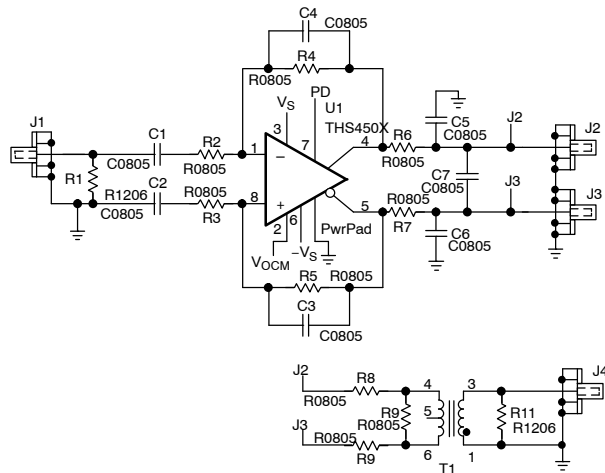 C4
C0805
R4
R0805
PD
VS
U1
3
7
THS450X
4
C5
C0805
J2
J2
J1
C1
R2
1
R6
C0805
R0805
R0805
C7
R1
R1206
C2
R0805
8
5
R0805
C0805
J3
J3
C0805
R3
2
6
PwrPad
R7
C6
C0805
VOCM
–VS
R5
R0805
C3
C0805
J2
R8
4
3
J4
R0805
R9
5
R11
R0805
R1206
J3
R0805
R9
6
1
T1